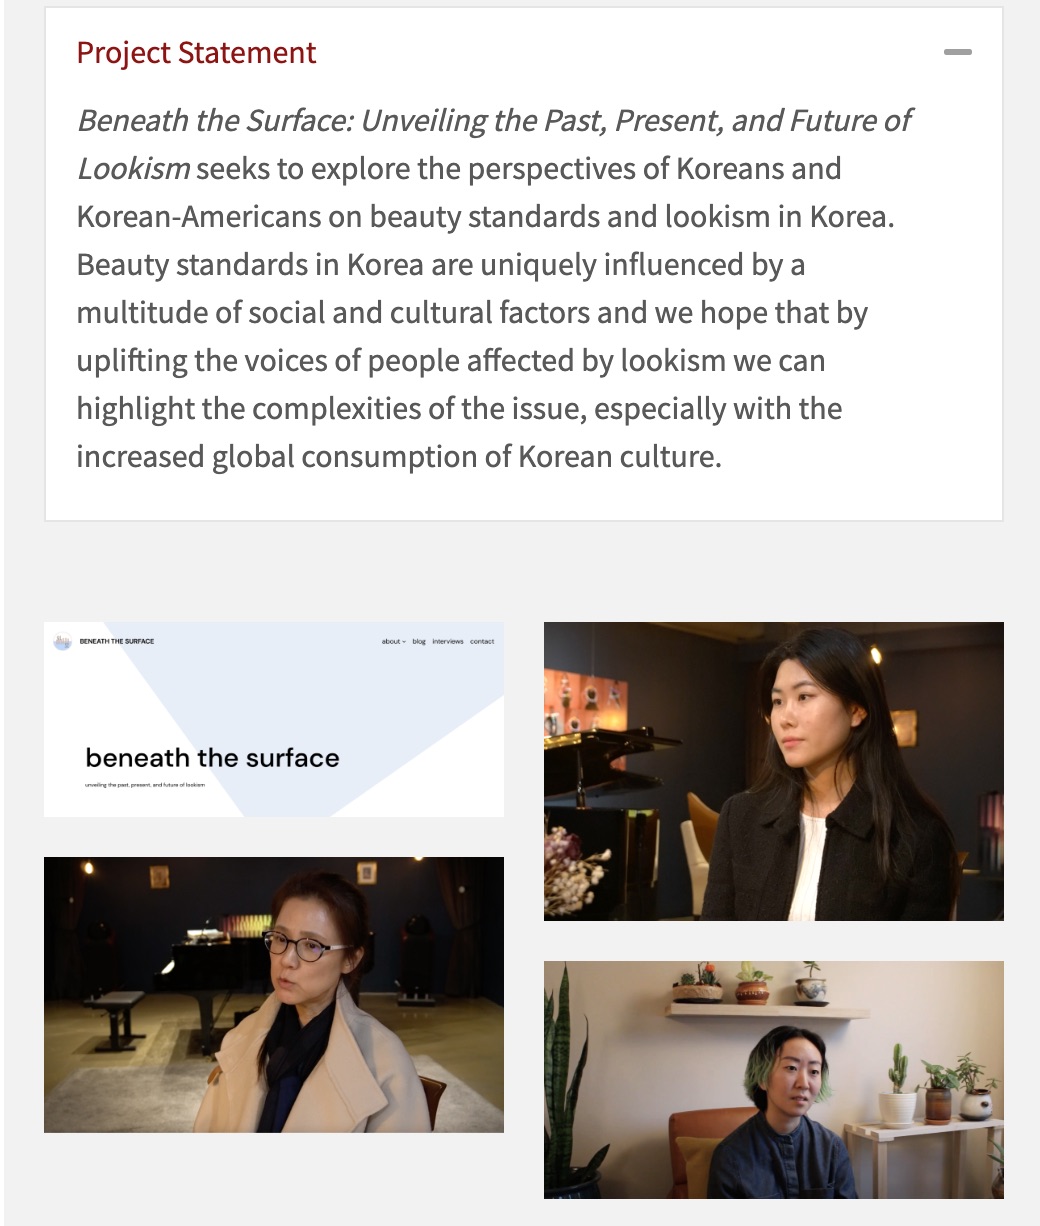 Project Statement
Beneath the Surface: Unveiling the Past, Present, and Future of
Lookism seeks to explore the perspectives of Koreans and
Korean-Americans on beauty standards and lookism in Korea.
Beauty standards in Korea are uniquely influenced by a
multitude of social and cultural factors and we hope that by
uplifting the voices of people affected by lookism we can
highlight the complexities of the issue, especially with the
increased global consumption of Korean culture.
BENEATH THE SURFACE
about blog interviews contact
beneath the surface
unveiling the past, present, and future of lookism